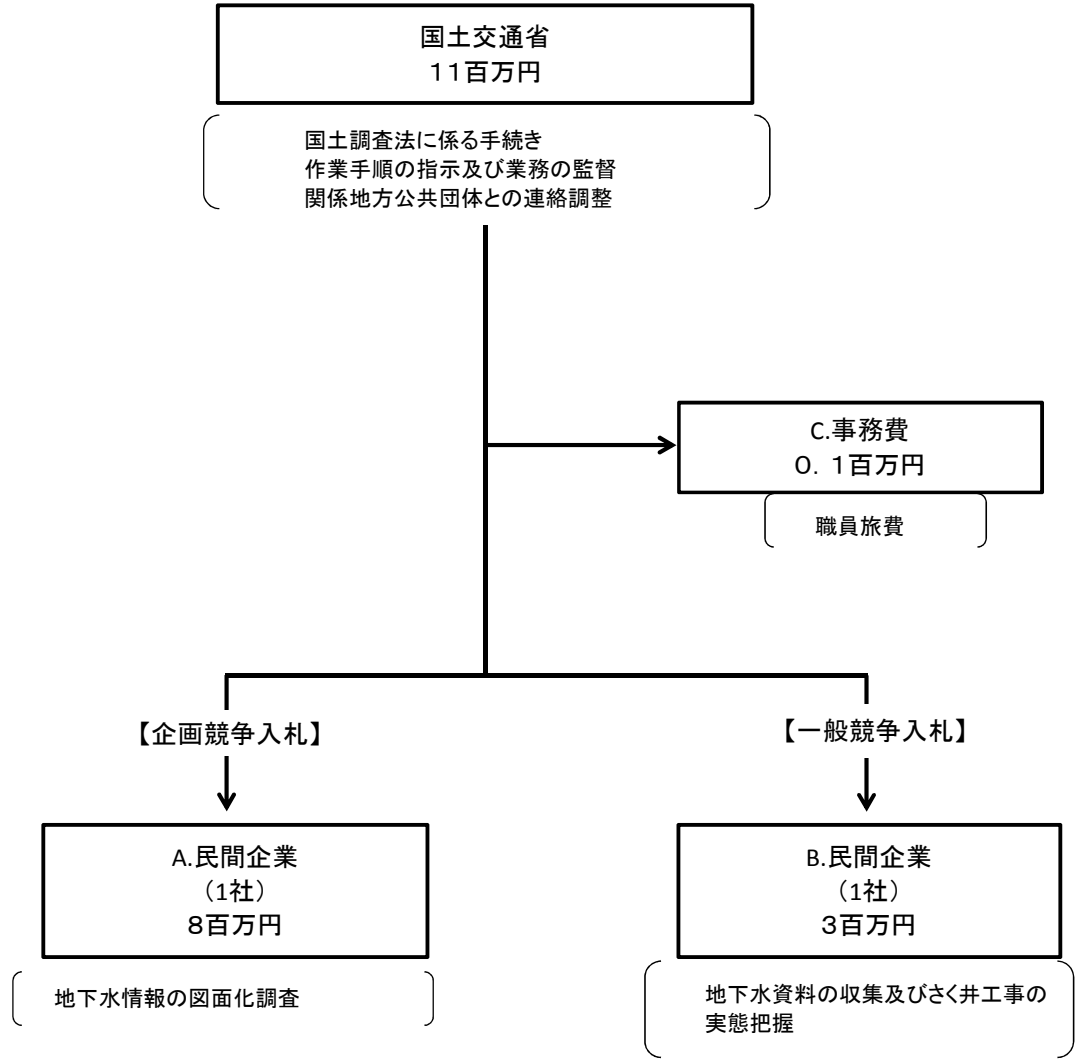 国土交通省
11百万円
国土調査法に係る手続き
作業手順の指示及び業務の監督
関係地方公共団体との連絡調整
C.事務費
０．１百万円
職員旅費
【企画競争入札】
【一般競争入札】
A.民間企業
（1社）
８百万円
B.民間企業
（1社）
３百万円
地下水情報の図面化調査
地下水資料の収集及びさく井工事の
実態把握